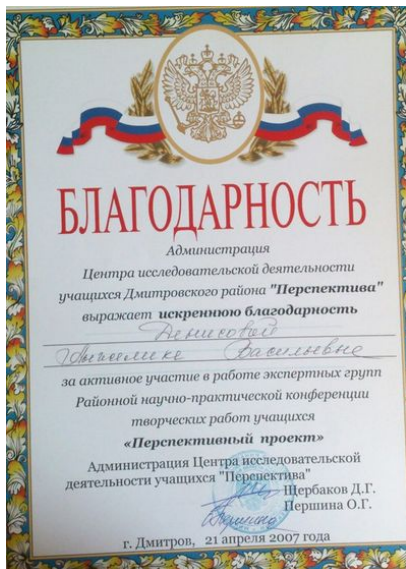 БЛАГОДАРНОСТЬ
Администрация
Центра исследовательской деятельности
учащихся Дмитровского района "Перспектива"
выражает искреннюю благодарность
Денисовой
Анжелике Васильевне
за активное участие в работе экспертных групп
Районной научно-практической конференции
творческих работ учащихся
«Перспективный проект»
Администрация Центра исследовательской
деятельности учащихся "Перспектива"
Щербаков Д.Г.
Першина О.Г.
г. Дмитров, 21 апреля 2007 года